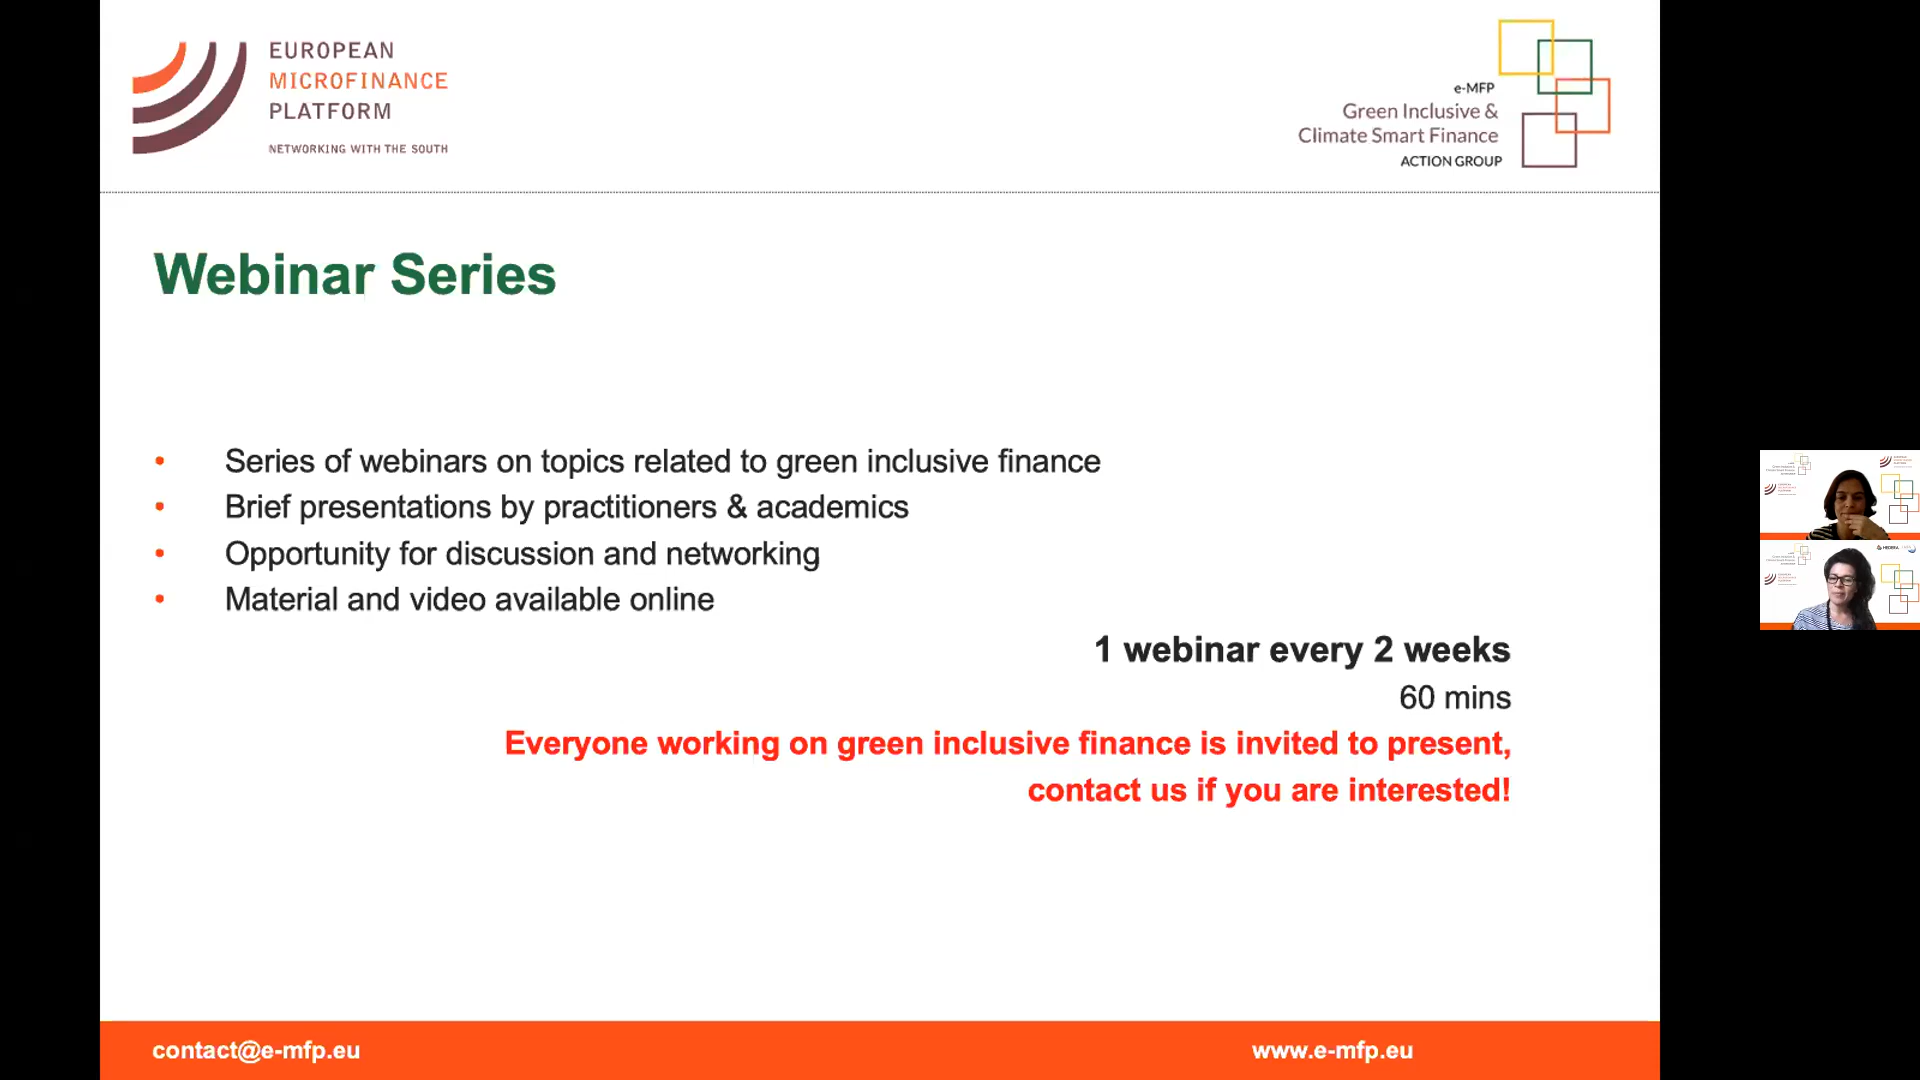 EUROPEAN
MICROFINANCE
PLATFORM
NETWORKING WITH THE SOUTH
e-MFP
Green Inclusive &
Climate Smart Finance
ACTION GROUP
Webinar Series
• Series of webinars on topics related to green inclusive finance
• Brief presentations by practitioners & academics
• Opportunity for discussion and networking
• Material and video available online
1 webinar every 2 weeks
60 mins
Everyone working on green inclusive finance is invited to present,
contact us if you are interested!
contact@e-mfp.eu
www.e-mfp.eu